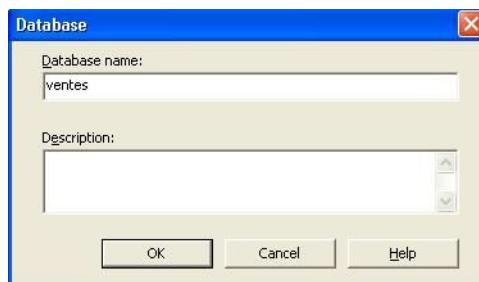 Database
Database name:
ventes
Description:
OK Cancel Help